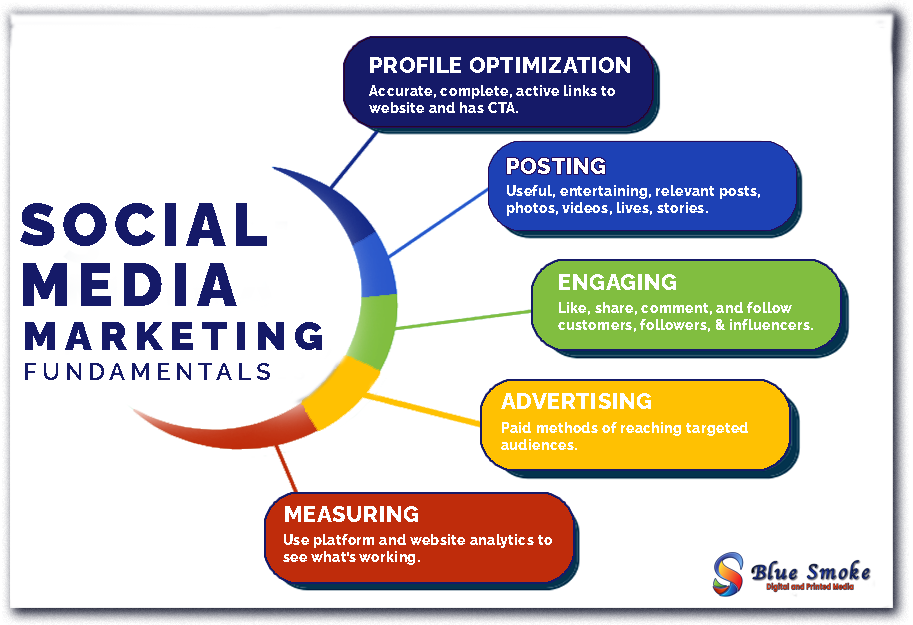 SOCIAL
MEDIA
MARKETING
FUNDAMENTALS
PROFILE OPTIMIZATION
Accurate, complete, active links to
website and has CTA.
POSTING
Useful, entertaining, relevant posts,
photos, videos, lives, stories.
ENGAGING
Like, share, comment, and follow
customers, followers, & influencers.
ADVERTISING
Paid methods of reaching targeted
audiences.
MEASURING
Use platform and website analytics to
see what's working.
Blue Smoke
Digital and Printed Media